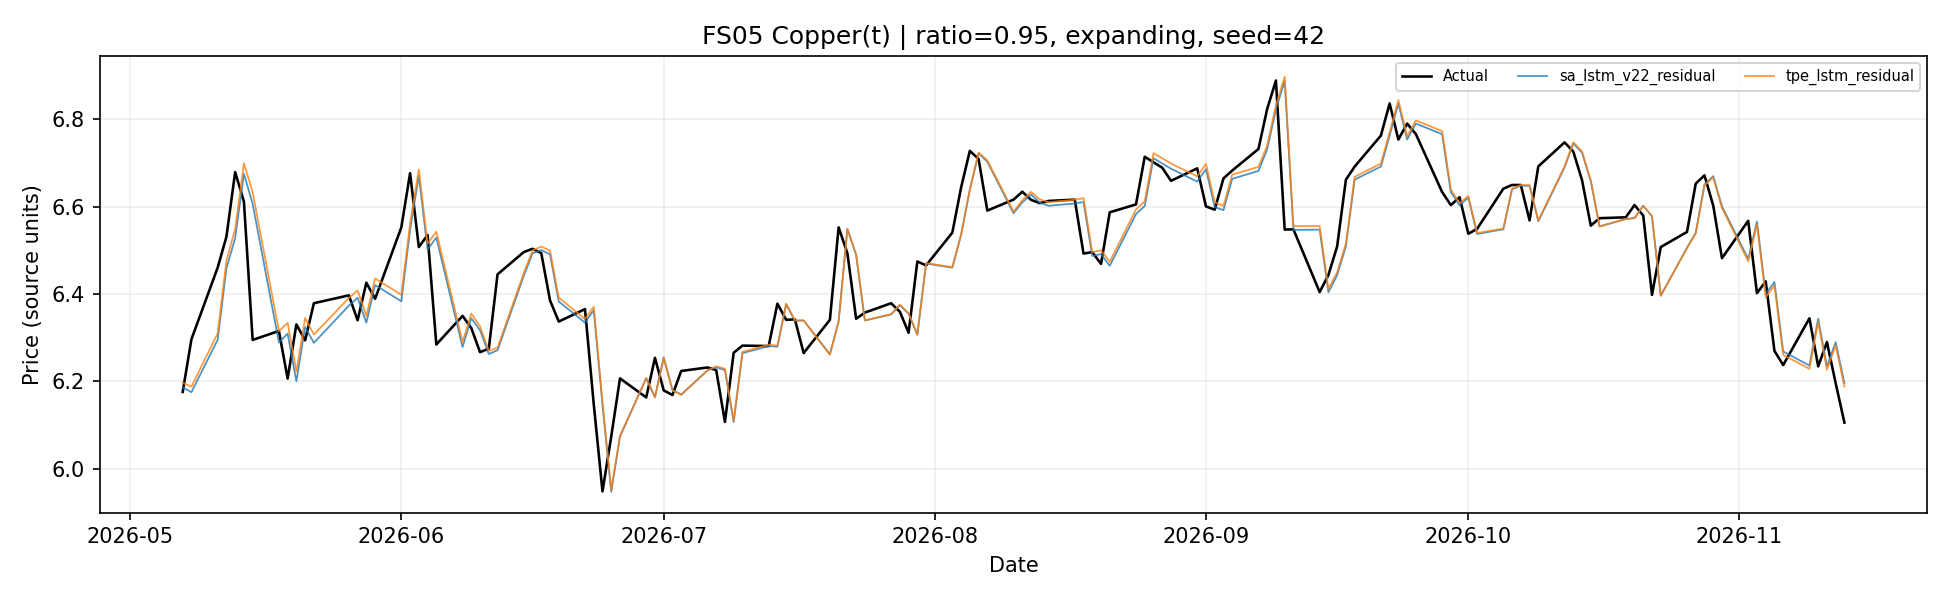 FS05 Copper(t) | ratio=0.95, expanding, seed=42
Actual sa_lstm_v22_residual tpe_lstm_residual
Price (source units)
6.8
6.6
6.4
6.2
6.0
2026-05 2026-06 2026-07 2026-08 2026-09 2026-10 2026-11
Date